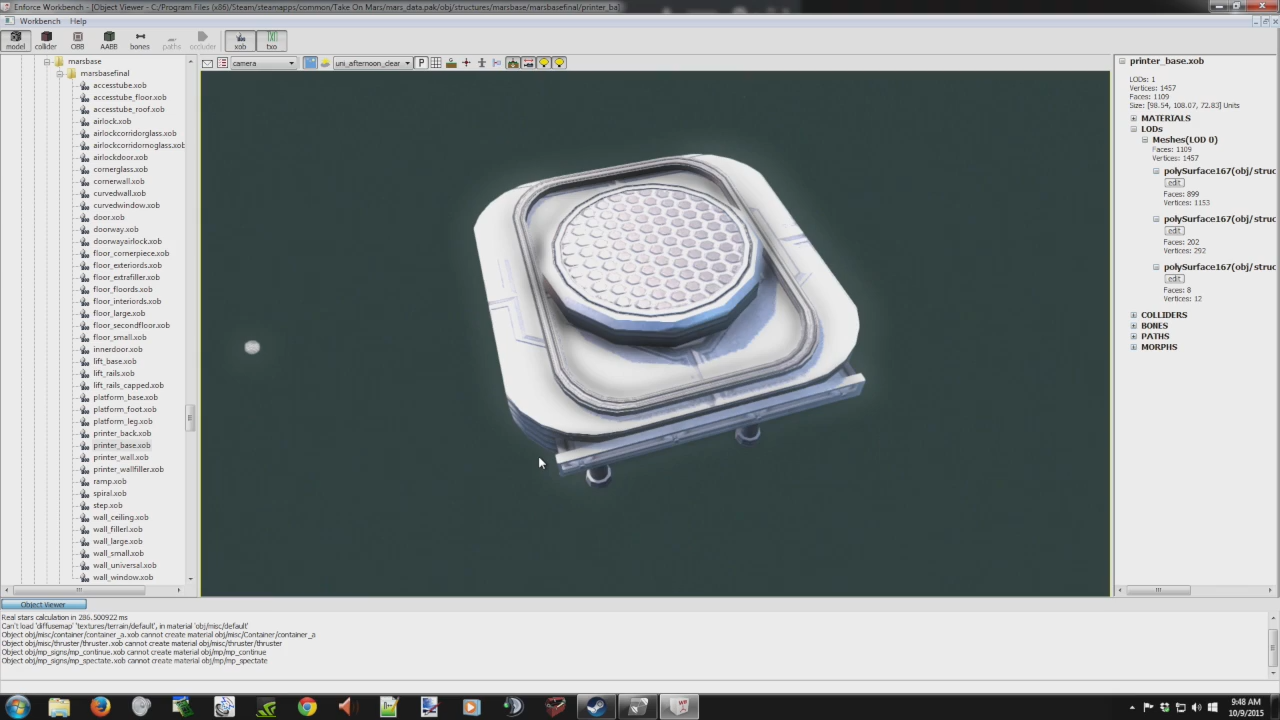 Enforce Workbench - [Object Viewer - C:/Program Files (x86)/Steam/steamapps/common/Take On Mars/mars_data.pak/obj/structures/marsbase/marsbasefinal/printer_ba]
Workbench Help
model collider OBB AABB bones paths occluder xob txo
camera uni_afternoon_clear P
marsbase
marsbasefinal
accesstube.xob
accesstube_floor.xob
accesstube_roof.xob
airlock.xob
airlockcorridorglass.xob
airlockcorridornoglass.xob
airlockdoor.xob
cornerglass.xob
cornerwall.xob
curvedwall.xob
curvedwindow.xob
door.xob
doorway.xob
doorwayairlock.xob
floor_cornerpiece.xob
floor_exteriords.xob
floor_extrafiller.xob
floor_floords.xob
floor_interiords.xob
floor_large.xob
floor_secondfloor.xob
floor_small.xob
innerdoor.xob
lift_base.xob
lift_rails.xob
lift_rails_capped.xob
platform_base.xob
platform_foot.xob
platform_leg.xob
printer_back.xob
printer_base.xob
printer_wall.xob
printer_wallfiller.xob
ramp.xob
spiral.xob
step.xob
wall_ceiling.xob
wall_fillerl.xob
wall_large.xob
wall_small.xob
wall_universal.xob
wall_window.xob
printer_base.xob
LODs: 1
Vertices: 1457
Faces: 1109
Size: [98.54, 108.07, 72.83] Units
MATERIALS
LODs
Meshes(LOD 0)
Faces: 1109
Vertices: 1457
polySurface167(obj/struc
edit
Faces: 899
Vertices: 1153
polySurface167(obj/struc
edit
Faces: 202
Vertices: 292
polySurface167(obj/struc
edit
Faces: 8
Vertices: 12
COLLIDERS
BONES
PATHS
MORPHS
Object Viewer
Real stars calculation in 286.500922 ms
Can't load 'diffusemap' 'textures/terrain/default', in material 'obj/misc/default'
Object obj/misc/container/container_a.xob cannot create material obj/misc/Container/container_a
Object obj/misc/thruster/thruster.xob cannot create material obj/misc/thruster/thruster
Object obj/mp_signs/mp_continue.xob cannot create material obj/mp/mp_continue
Object obj/mp_signs/mp_spectate.xob cannot create material obj/mp/mp_spectate
9:48 AM
10/9/2015